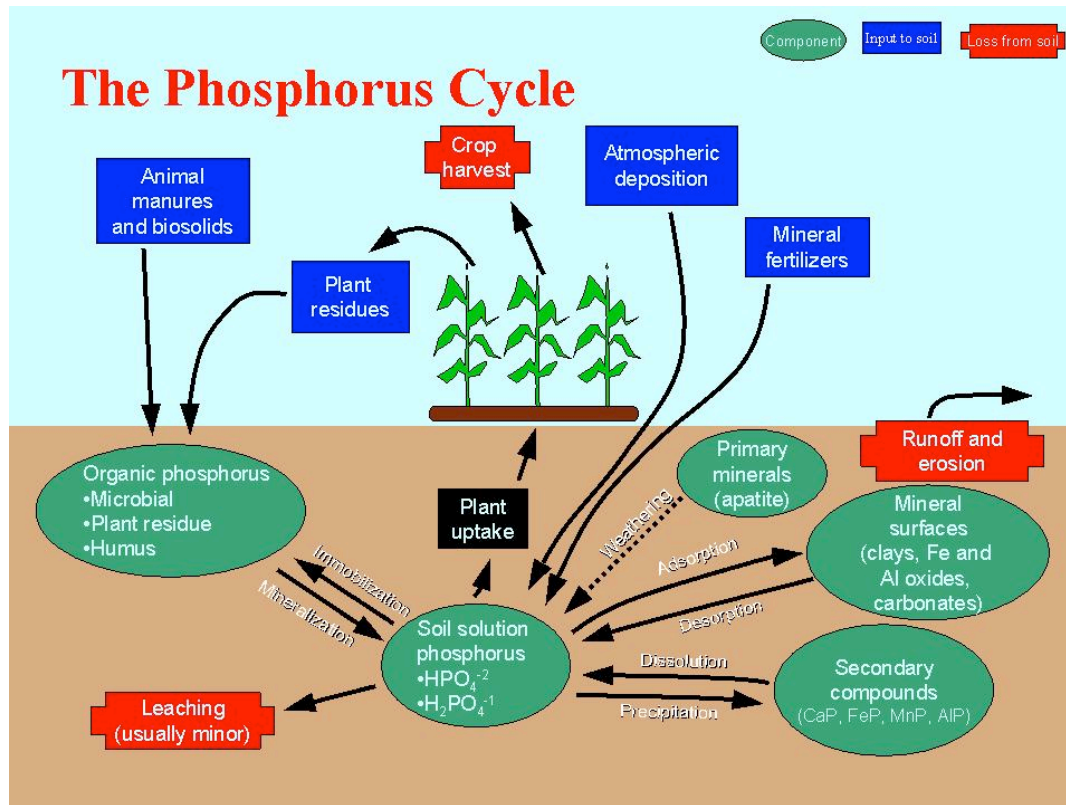 Component
Input to soil
Loss from soil
The Phosphorus Cycle
Crop
harvest
Atmospheric
deposition
Animal
manures
and biosolids
Mineral
fertilizers
Plant
residues
Runoff and
erosion
Primary
minerals
(apatite)
Organic phosphorus
•Microbial
•Plant residue
•Humus
Plant
uptake
Weathering
Mineral
surfaces
(clays, Fe and
Al oxides,
carbonates)
Adsorption
Desorption
Immobilization
Mineralization
Soil solution
phosphorus
•HPO₄⁻²
•H₂PO₄⁻¹
Dissolution
Precipitation
Secondary
compounds
(CaP, FeP, MnP, AlP)
Leaching
(usually minor)